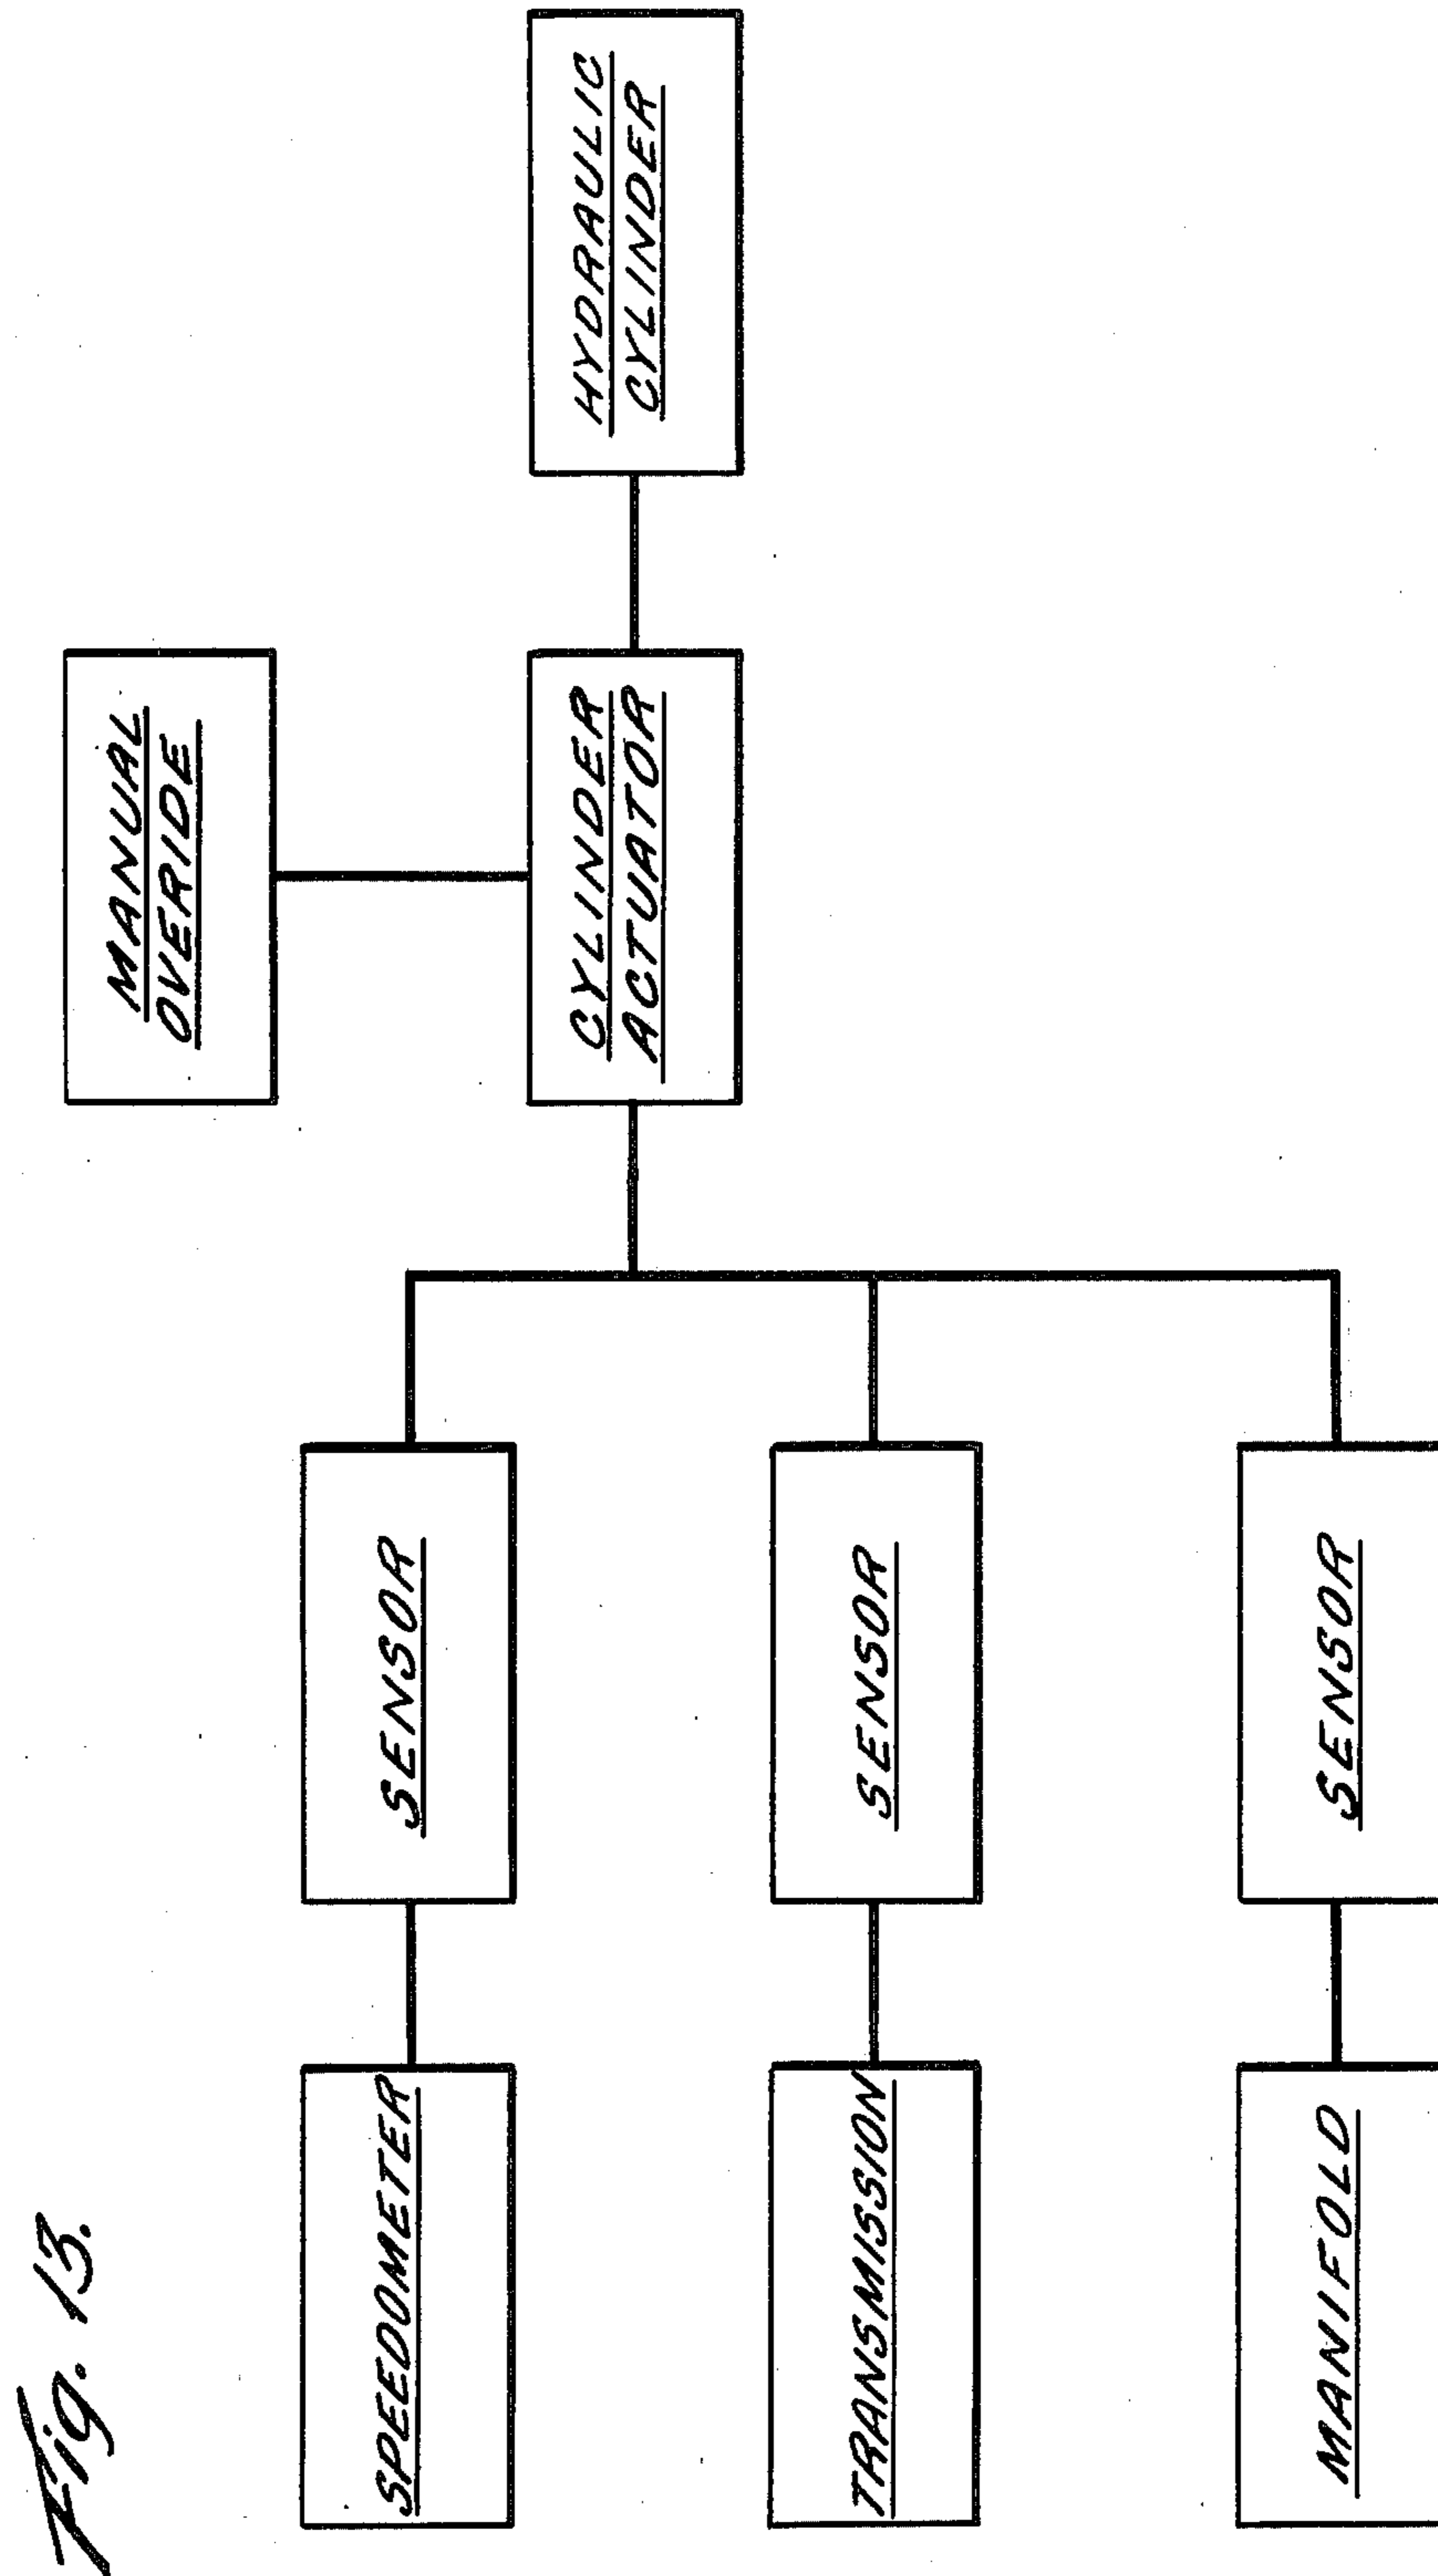 Fig. 13.
MANUAL
OVERIDE
SPEEDOMETER
SENSOR
CYLINDER
ACTUATOR
HYDRAULIC
CYLINDER
TRANSMISSION
SENSOR
MANIFOLD
SENSOR